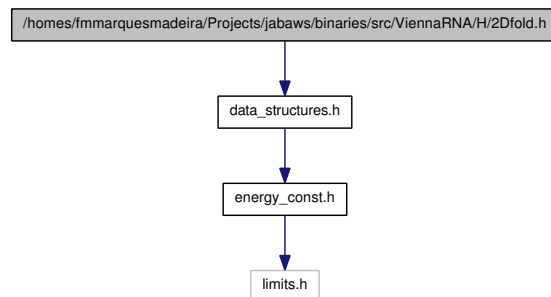 /homes/fmmarquesmadeira/Projects/jabaws/binaries/src/ViennaRNA/H/2Dfold.h
data_structures.h
energy_const.h
limits.h